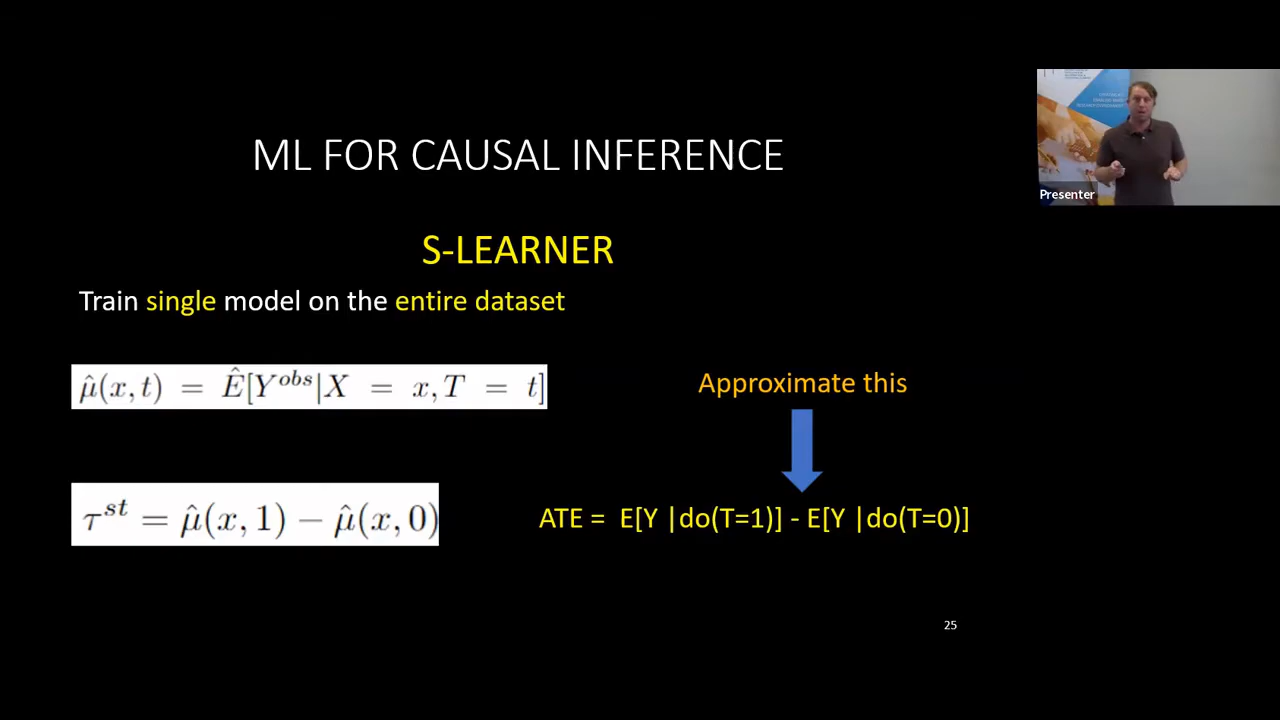 ML FOR CAUSAL INFERENCE
S-LEARNER
Train single model on the entire dataset
μ̂(x, t) = Ê[Y^{obs}|X = x, T = t]
Approximate this
τ^{st} = μ̂(x, 1) − μ̂(x, 0)
ATE = E[Y |do(T=1)] - E[Y |do(T=0)]
25
Presenter